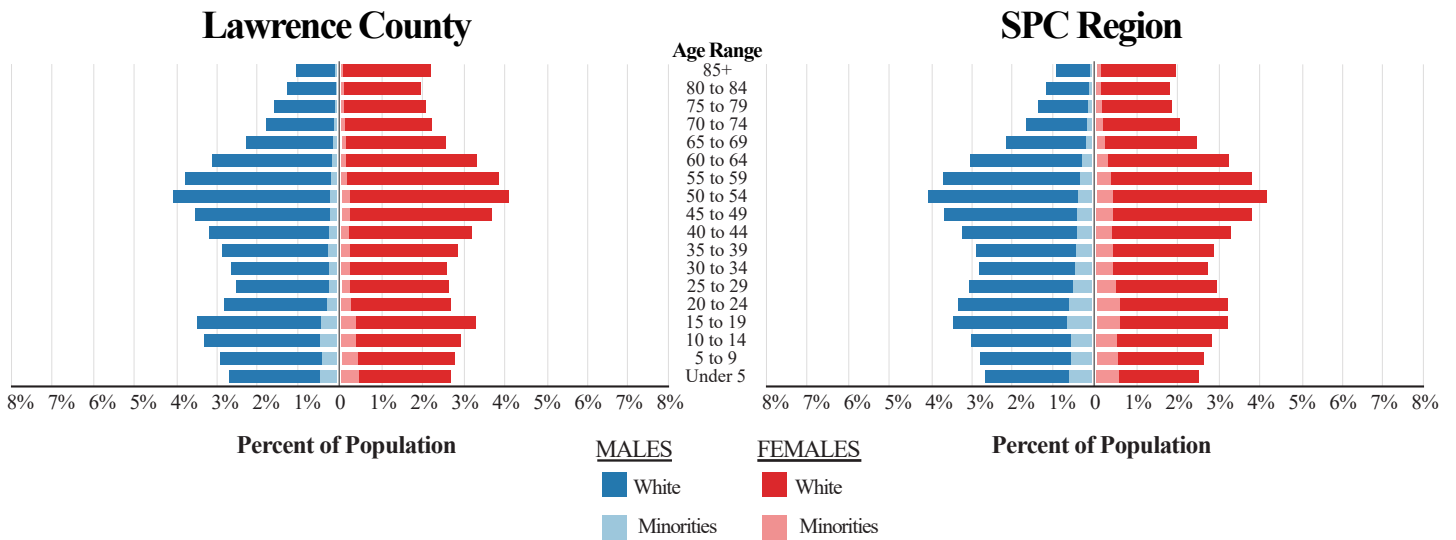 Lawrence County
SPC Region
Age Range
85+
80 to 84
75 to 79
70 to 74
65 to 69
60 to 64
55 to 59
50 to 54
45 to 49
40 to 44
35 to 39
30 to 34
25 to 29
20 to 24
15 to 19
10 to 14
5 to 9
Under 5
8% 7% 6% 5% 4% 3% 2% 1% 0 1% 2% 3% 4% 5% 6% 7% 8%
8% 7% 6% 5% 4% 3% 2% 1% 0 1% 2% 3% 4% 5% 6% 7% 8%
Percent of Population
Percent of Population
MALES
White
Minorities
FEMALES
White
Minorities